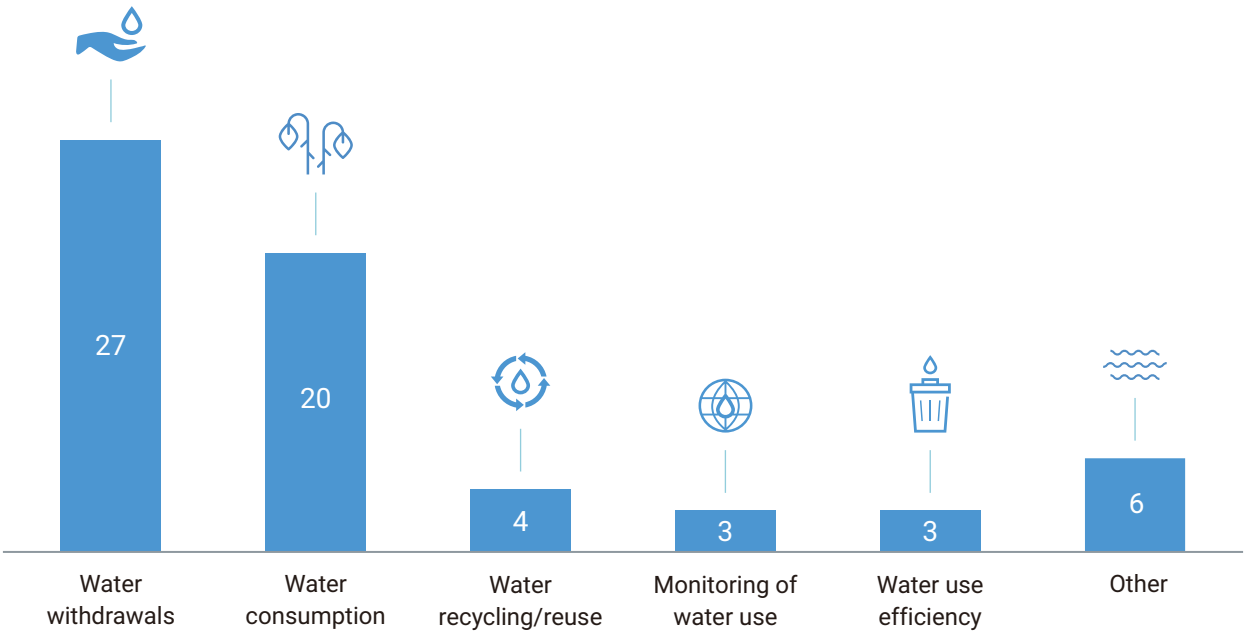 27
20
4
3
3
6
Water
withdrawals
Water
consumption
Water
recycling/reuse
Monitoring of
water use
Water use
efficiency
Other